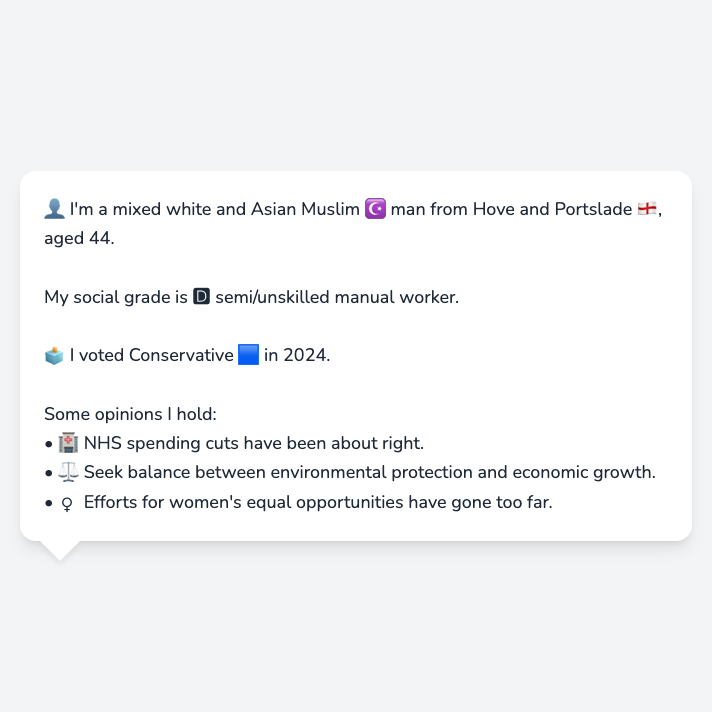 👤 I'm a mixed white and Asian Muslim ☪️ man from Hove and Portslade 🏴󠁧󠁢󠁥󠁮󠁧󠁿,
aged 44.
My social grade is 🅳 semi/unskilled manual worker.
🗳️ I voted Conservative 🟦 in 2024.
Some opinions I hold:
• 🏥 NHS spending cuts have been about right.
• ⚖️ Seek balance between environmental protection and economic growth.
• ♀ Efforts for women's equal opportunities have gone too far.